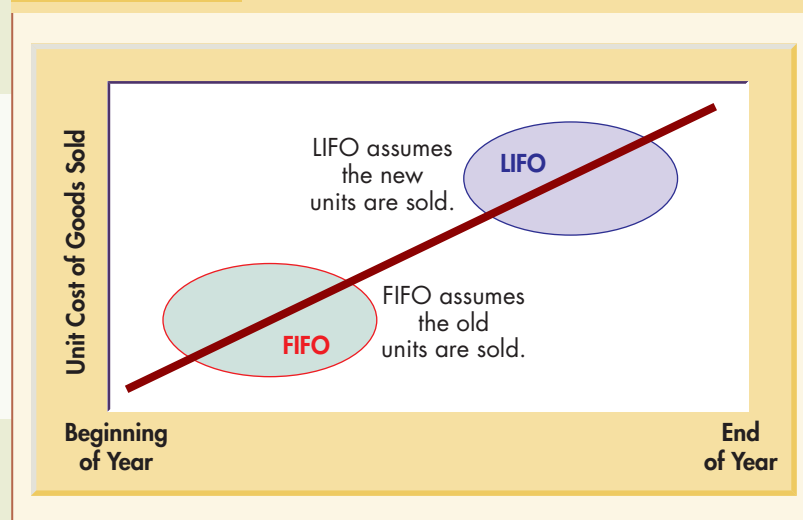 Unit Cost of Goods Sold
LIFO assumes
the new
units are sold.
LIFO
FIFO assumes
the old
units are sold.
FIFO
Beginning
of Year
End
of Year